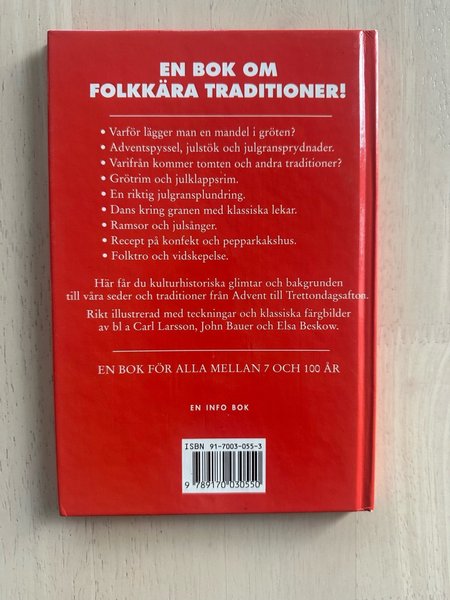 EN BOK OM
FOLKKÄRA TRADITIONER!
• Varför lägger man en mandel i gröten?
• Adventspyssel, julstök och julgransprydnader.
• Varifrån kommer tomten och andra traditioner?
• Grötrim och julklappsrim.
• En riktig julgransplundring.
• Dans kring granen med klassiska lekar.
• Ramsor och julsånger.
• Recept på konfekt och pepparkakshus.
• Folktro och vidskepelse.
Här får du kulturhistoriska glimtar och bakgrunden
till våra seder och traditioner från Advent till Trettondagsafton.
Rikt illustrerad med teckningar och klassiska färgbilder
av bl a Carl Larsson, John Bauer och Elsa Beskow.
EN BOK FÖR ALLA MELLAN 7 OCH 100 ÅR
EN INFO BOK
ISBN 91-7003-055-3
9 789170 030550